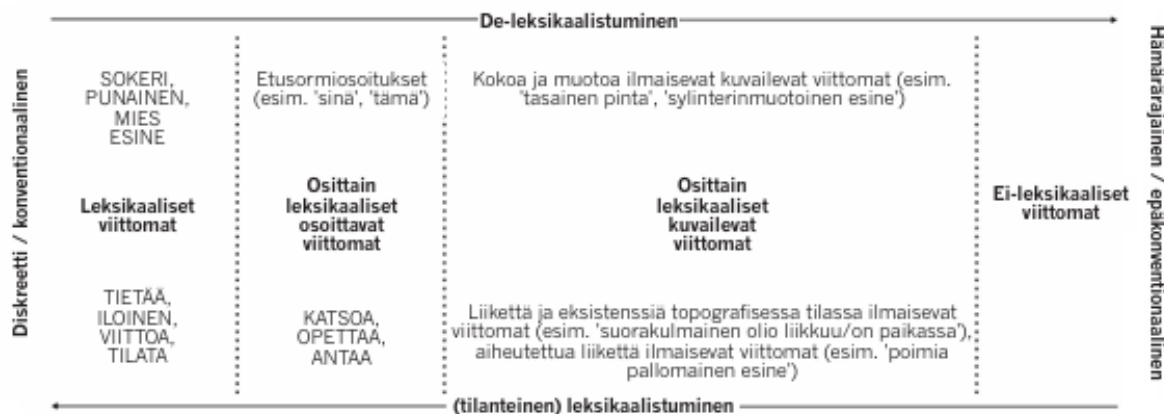 De-leksikaalistuminen
Diskreetti / konventionaalinen
SOKERI,
PUNAINEN,
MIES
ESINE
Etusormiosoitukset
(esim. 'sinä', 'tämä')
Kokoa ja muotoa ilmaisevat kuvailevat viittomat (esim.
'tasainen pinta', 'sylinterinmuotoinen esine')
Leksikaaliset
viittomat
Osittain
leksikaaliset
osoittavat
viittomat
Osittain
leksikaaliset
kuvailevat
viittomat
Ei-leksikaaliset
viittomat
TIETÄÄ,
ILOINEN,
VIITTOA,
TILATA
KATSOA,
OPETTAA,
ANTAA
Liikettä ja eksistenssiä topografisessa tilassa ilmaisevat
viittomat (esim. 'suorakulmainen olio liikkuu/on paikassa'),
aiheutettua liikettä ilmaisevat viittomat (esim. 'poimia
pallomainen esine')
Hämärärajainen / epäkonventionaalinen
(tilanteinen) leksikaalistuminen